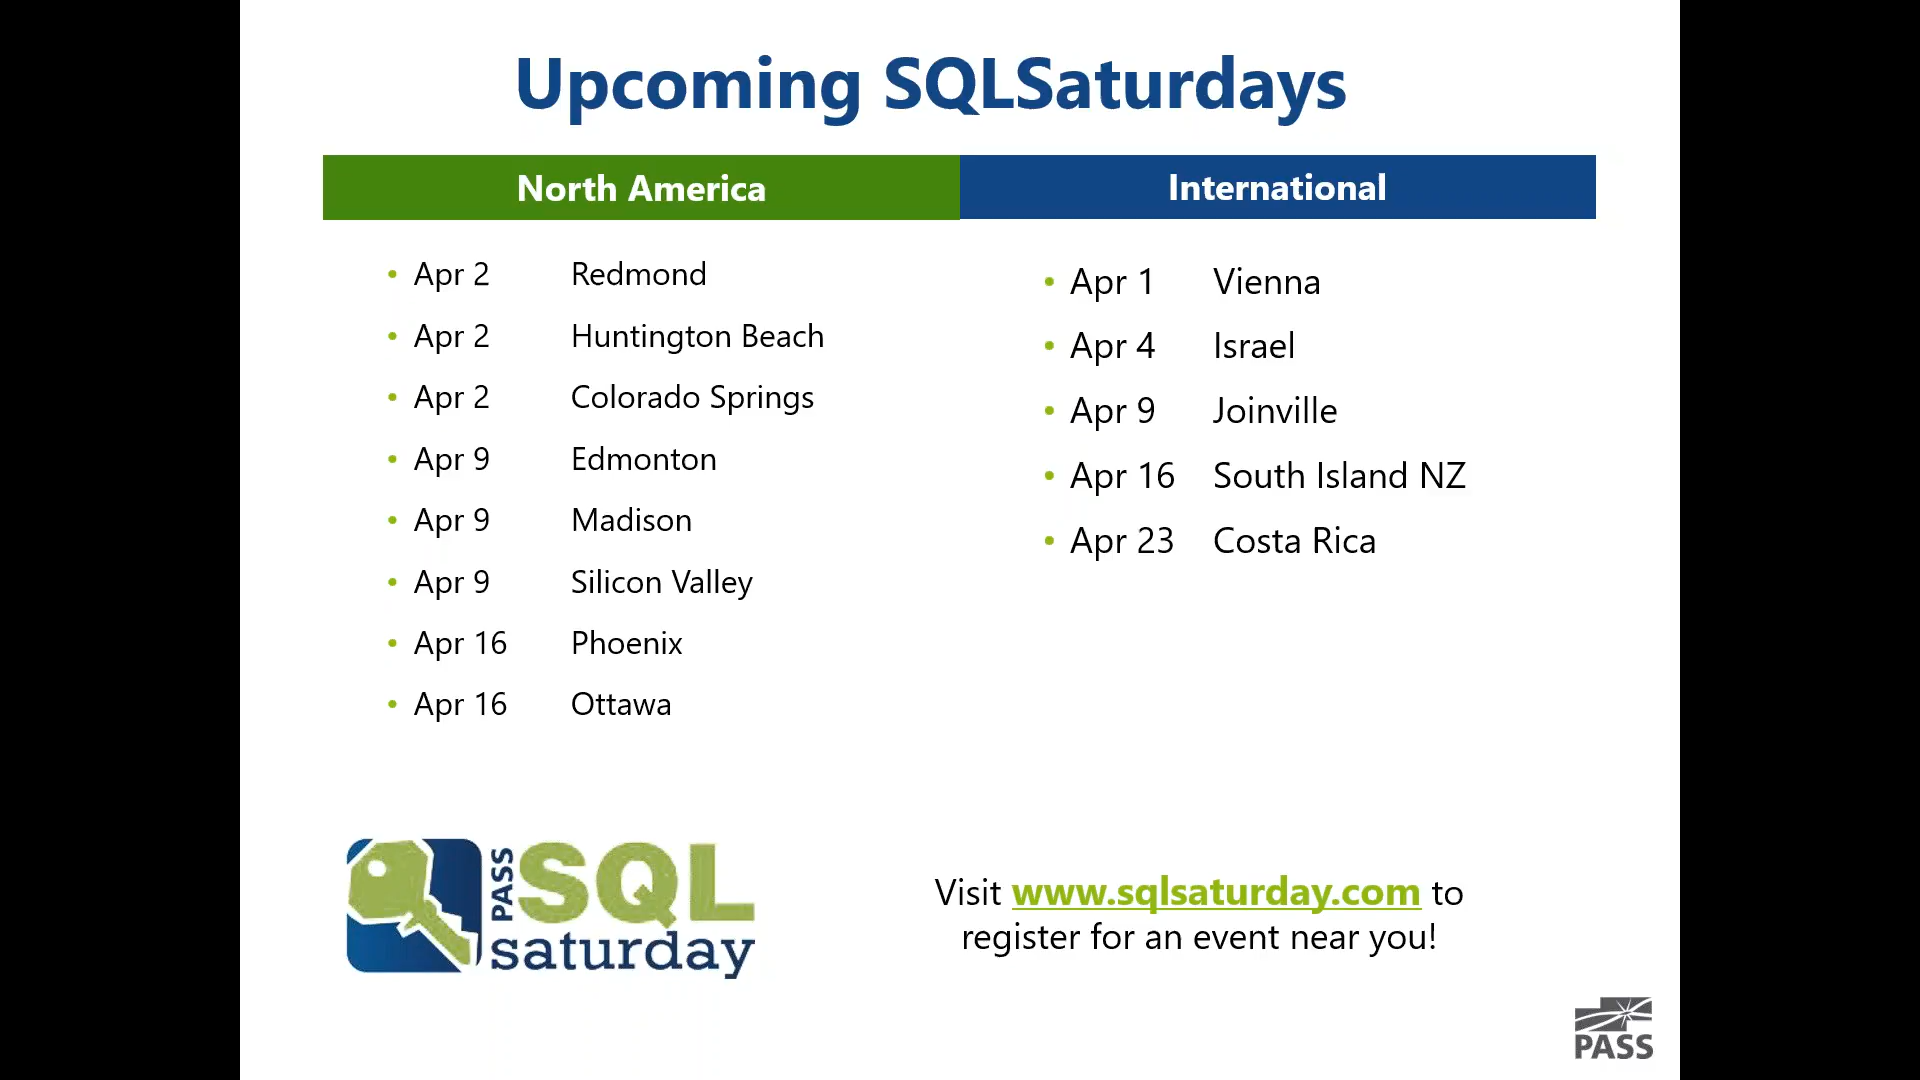 Upcoming SQLSaturdays
North America
• Apr 2 Redmond
• Apr 2 Huntington Beach
• Apr 2 Colorado Springs
• Apr 9 Edmonton
• Apr 9 Madison
• Apr 9 Silicon Valley
• Apr 16 Phoenix
• Apr 16 Ottawa
International
• Apr 1 Vienna
• Apr 4 Israel
• Apr 9 Joinville
• Apr 16 South Island NZ
• Apr 23 Costa Rica
PASS SQL
saturday
Visit www.sqlsaturday.com to
register for an event near you!
PASS